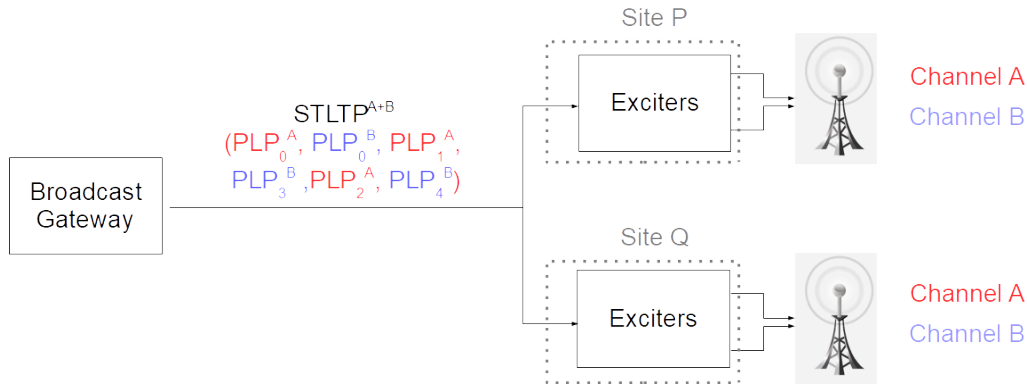 Site P
Exciters
Channel A
Channel B
STLTP^A+B
(PLP_0^A, PLP_0^B, PLP_1^A,
PLP_3^B ,PLP_2^A, PLP_4^B)
Broadcast
Gateway
Site Q
Exciters
Channel A
Channel B